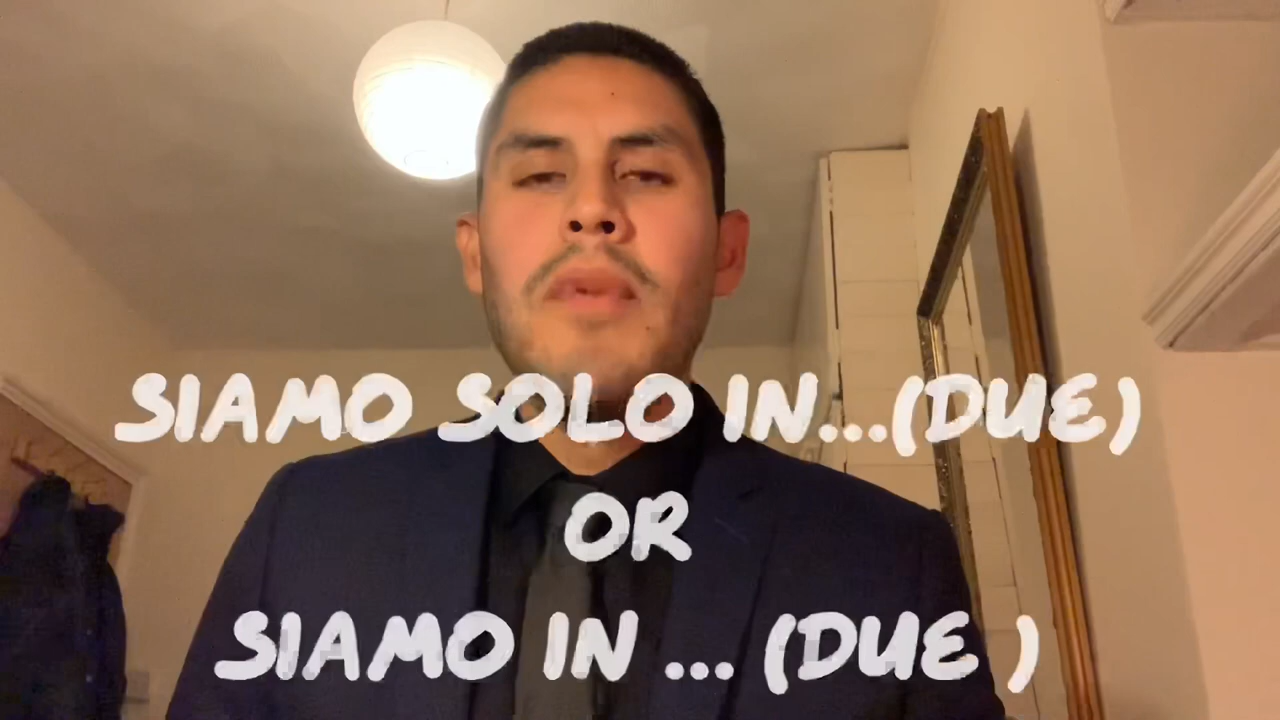 SIAMO SOLO IN...(DUE)
OR
SIAMO IN ... (DUE )